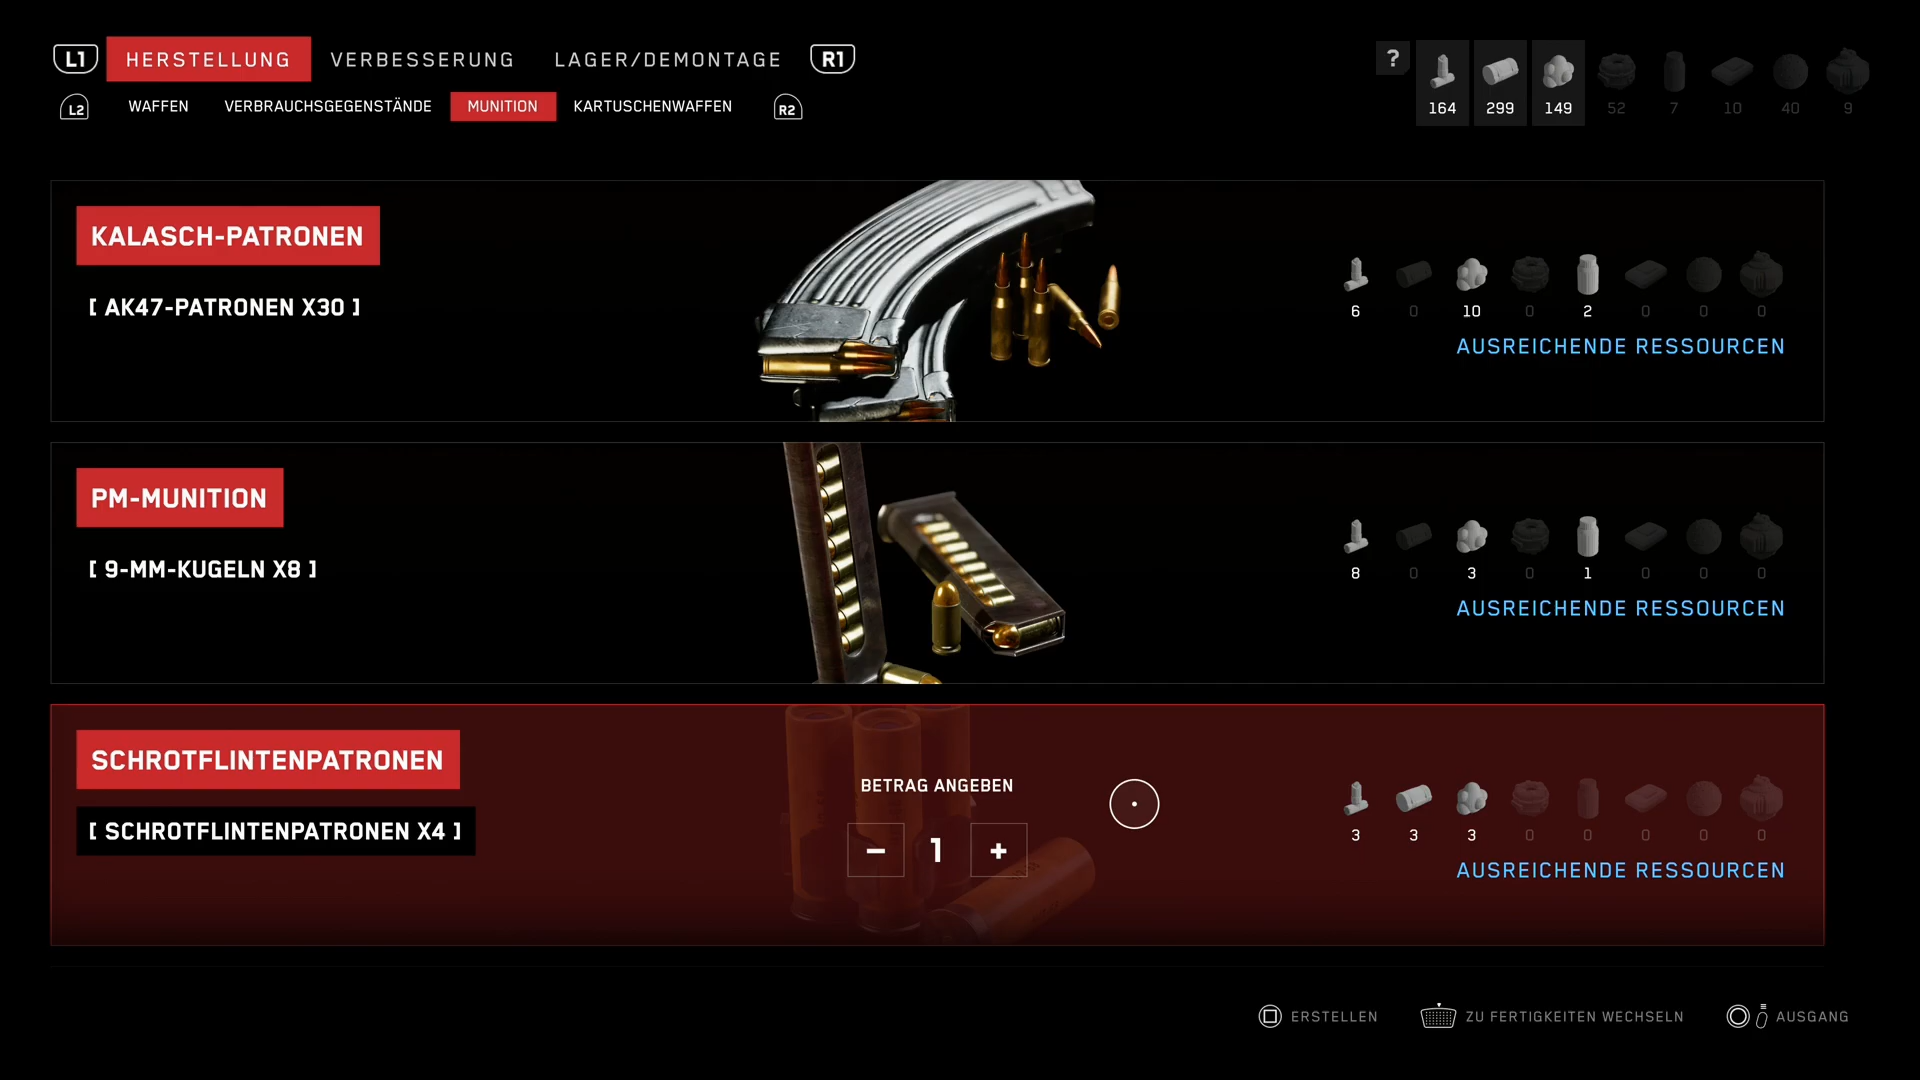 L1 HERSTELLUNG VERBESSERUNG LAGER/DEMONTAGE R1
L2 WAFFEN VERBRAUCHSGEGENSTÄNDE MUNITION KARTUSCHENWAFFEN R2
?
164 299 149 52 7 10 40 9
KALASCH-PATRONEN
[ AK47-PATRONEN X30 ]
6 0 10 0 2 0 0 0
AUSREICHENDE RESSOURCEN
PM-MUNITION
[ 9-MM-KUGELN X8 ]
8 0 3 0 1 0 0 0
AUSREICHENDE RESSOURCEN
SCHROTFLINTENPATRONEN
[ SCHROTFLINTENPATRONEN X4 ]
BETRAG ANGEBEN
− 1 +
3 3 3 0 0 0 0 0
AUSREICHENDE RESSOURCEN
ERSTELLEN ZU FERTIGKEITEN WECHSELN AUSGANG